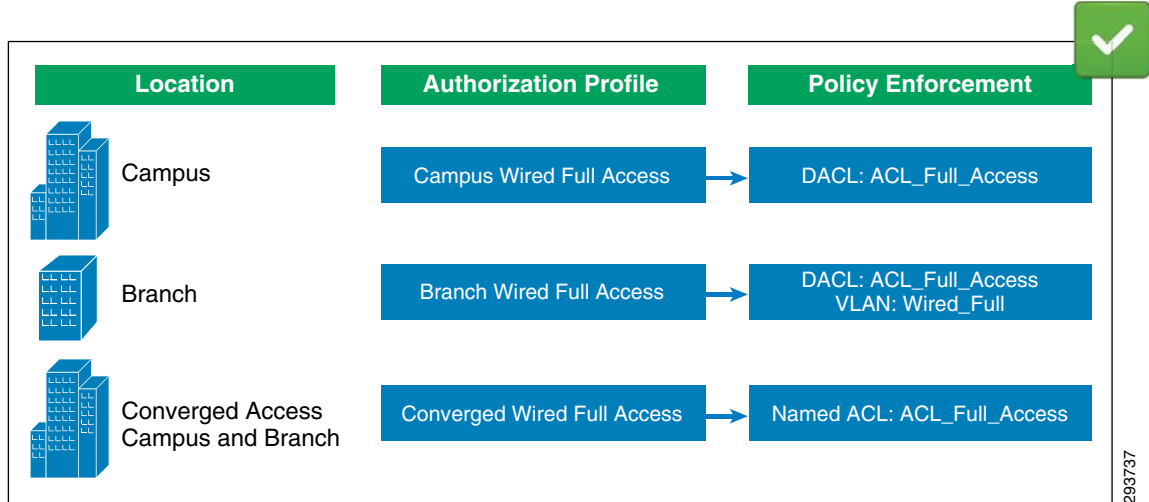 Location
Authorization Profile
Policy Enforcement
Campus
Campus Wired Full Access
DACL: ACL_Full_Access
Branch
Branch Wired Full Access
DACL: ACL_Full_Access
VLAN: Wired_Full
Converged Access
Campus and Branch
Converged Wired Full Access
Named ACL: ACL_Full_Access
293737